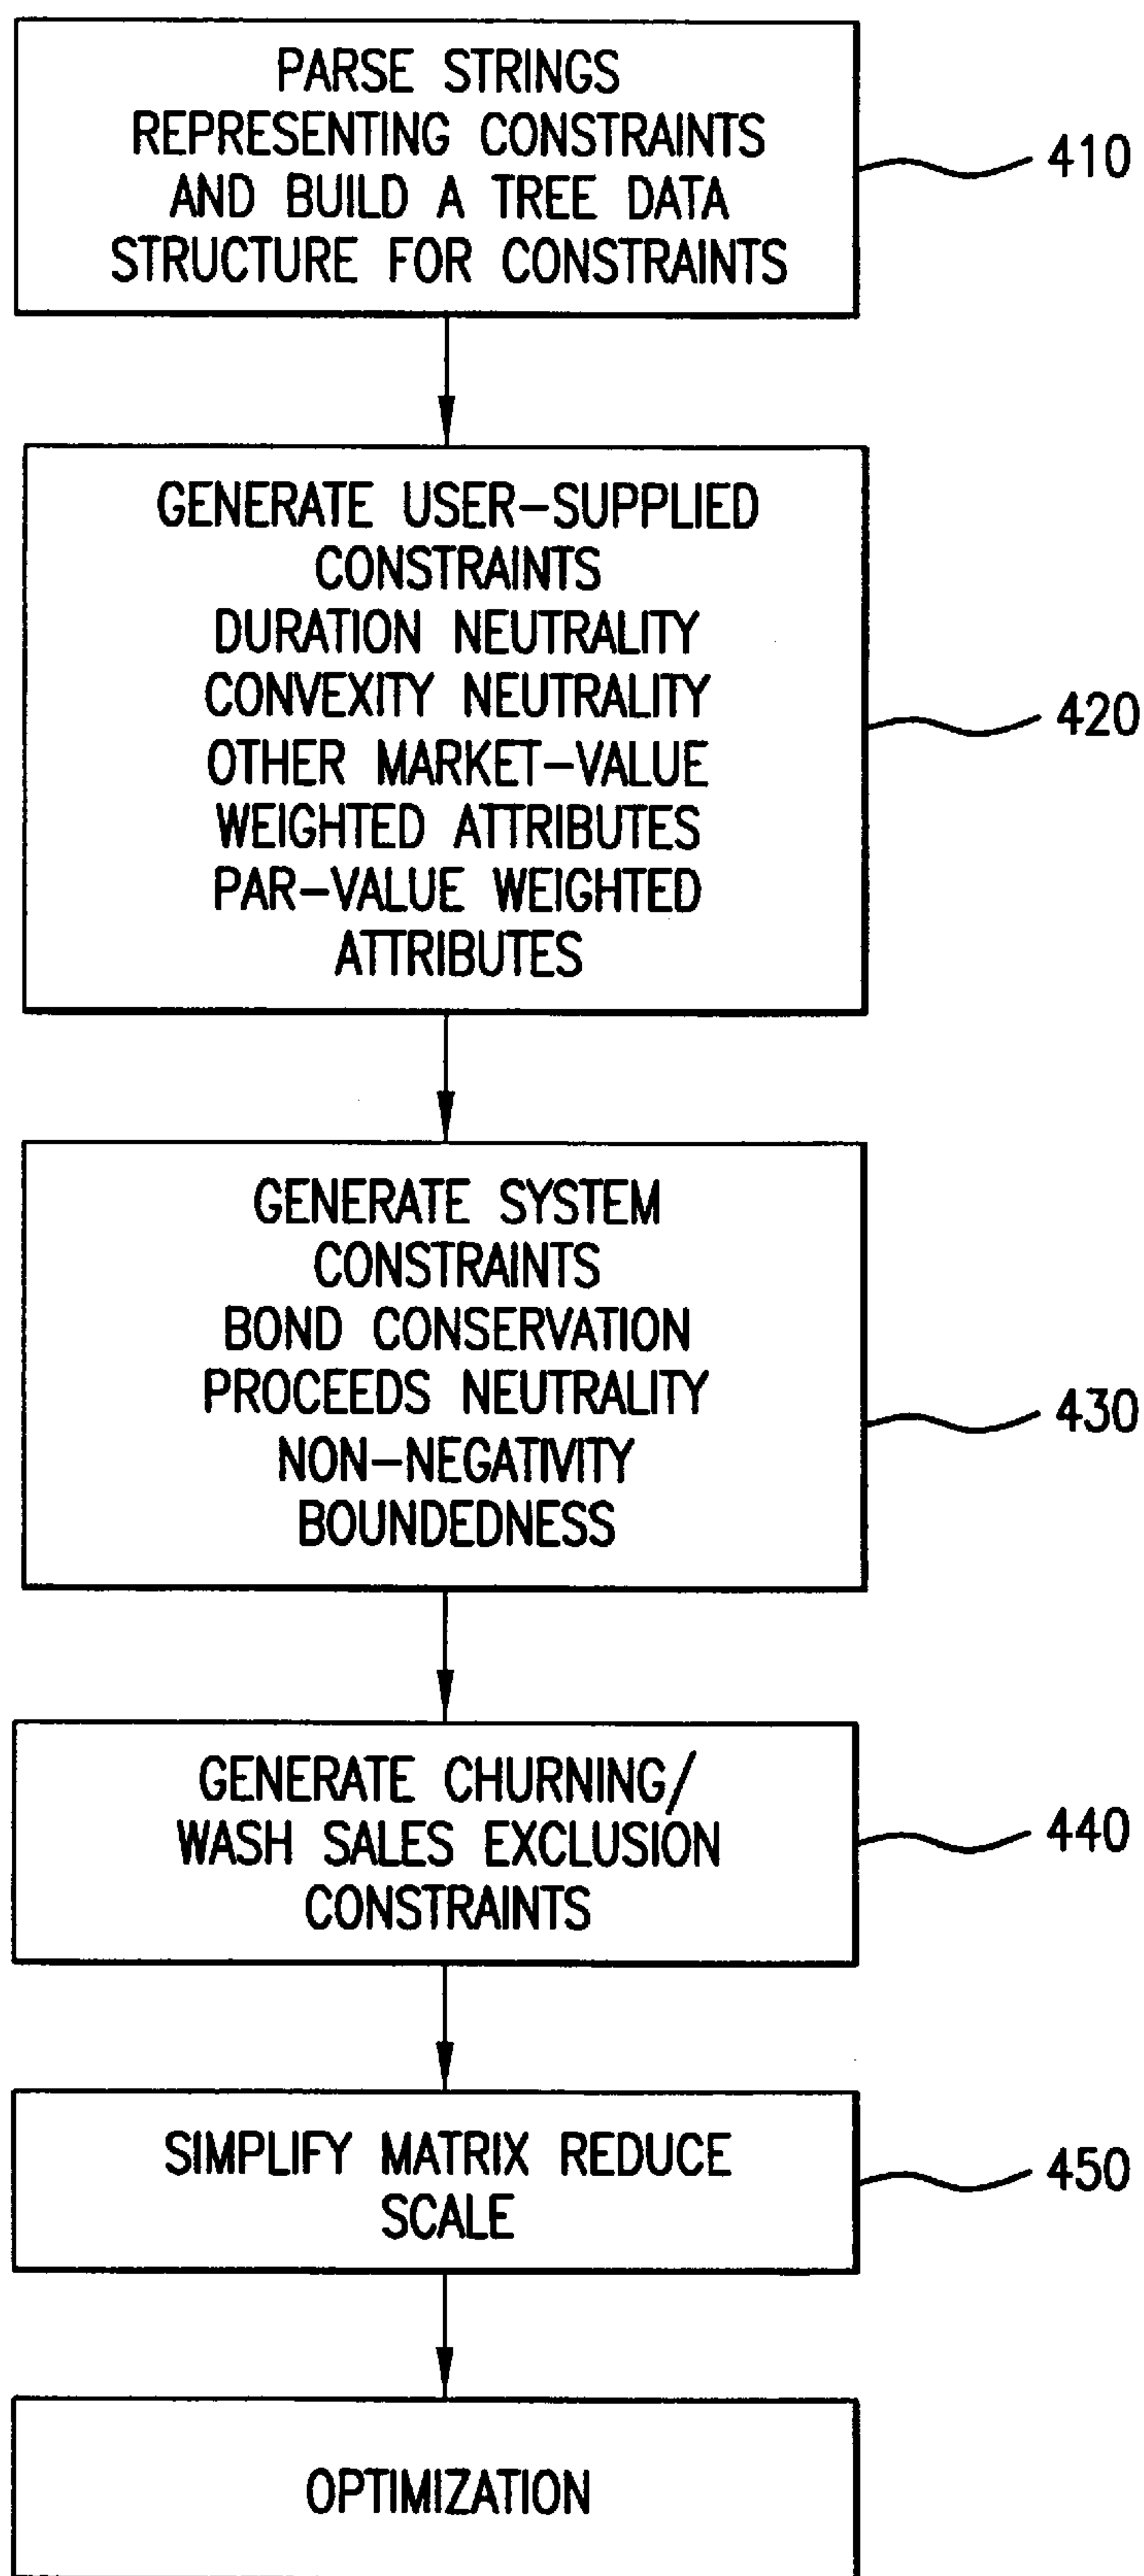 PARSE STRINGS
REPRESENTING CONSTRAINTS
AND BUILD A TREE DATA
STRUCTURE FOR CONSTRAINTS
410
GENERATE USER-SUPPLIED
CONSTRAINTS
DURATION NEUTRALITY
CONVEXITY NEUTRALITY
OTHER MARKET-VALUE
WEIGHTED ATTRIBUTES
PAR-VALUE WEIGHTED
ATTRIBUTES
420
GENERATE SYSTEM
CONSTRAINTS
BOND CONSERVATION
PROCEEDS NEUTRALITY
NON-NEGATIVITY
BOUNDEDNESS
430
GENERATE CHURNING/
WASH SALES EXCLUSION
CONSTRAINTS
440
SIMPLIFY MATRIX REDUCE
SCALE
450
OPTIMIZATION